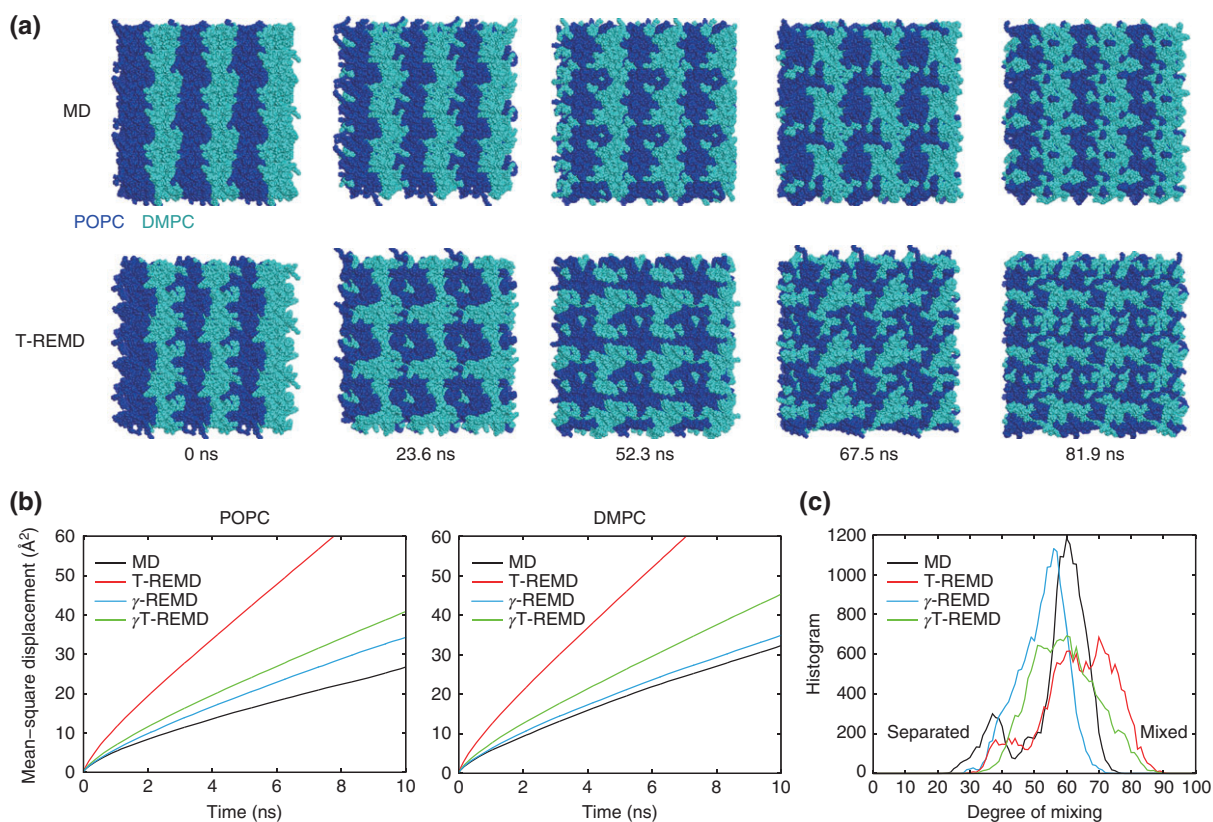 (a)
MD
POPC DMPC
T-REMD
0 ns 23.6 ns 52.3 ns 67.5 ns 81.9 ns
(b)
POPC
Mean–square displacement (Å²)
60
50
40
30
20
10
0
MD
T-REMD
γ-REMD
γT-REMD
0 2 4 6 8 10
Time (ns)
DMPC
60
50
40
30
20
10
0
MD
T-REMD
γ-REMD
γT-REMD
0 2 4 6 8 10
Time (ns)
(c)
Histogram
1200
1000
800
600
400
200
0
MD
T-REMD
γ-REMD
γT-REMD
Separated Mixed
0 10 20 30 40 50 60 70 80 90 100
Degree of mixing